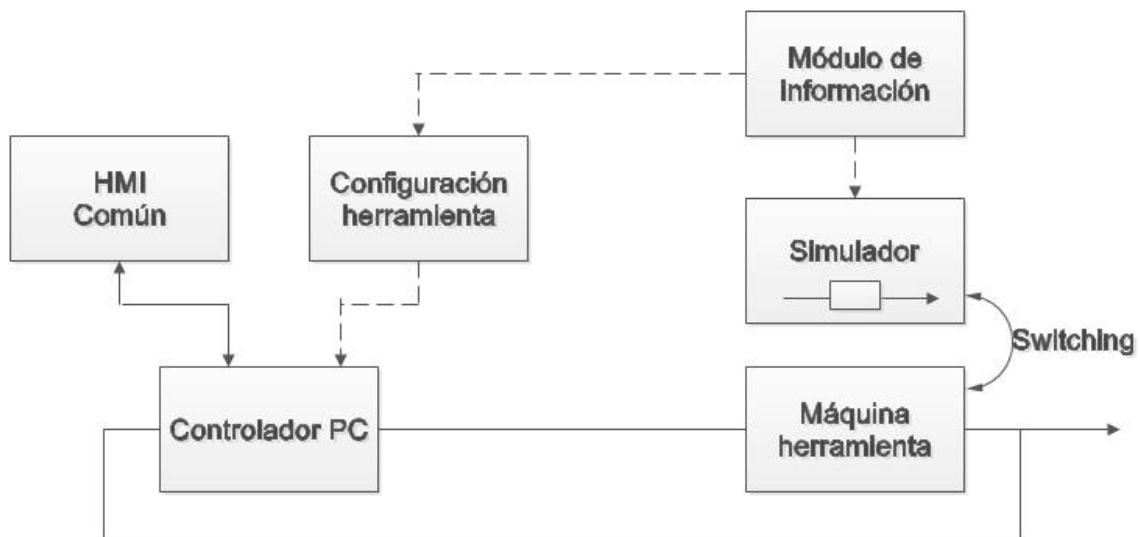 Módulo de
Información
HMI
Común
Configuración
herramienta
Simulador
Switching
Controlador PC
Máquina
herramienta